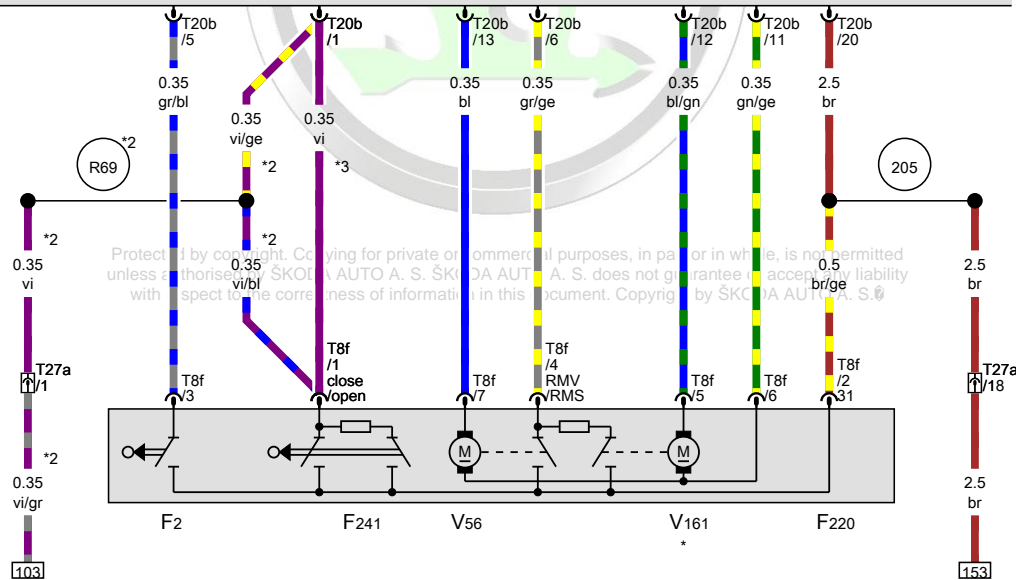 T20b /5
T20b /1
T20b /13
T20b /6
T20b /12
T20b /11
T20b /20
0.35 gr/bl
0.35 vi/ge
0.35 vi
0.35 bl
0.35 gr/ge
0.35 bl/gn
0.35 gn/ge
2.5 br
*2
R69
*2
*3
205
*2
0.35 vi
*2
0.35 vi/bl
0.5 br/ge
2.5 br
Protected by copyright. Copying for private or commercial purposes, in part or in whole, is not permitted
unless authorised by ŠKODA AUTO A. S. ŠKODA AUTO A. S. does not guarantee or accept any liability
with respect to the correctness of information in this document. Copyright by ŠKODA AUTO A. S.�
T27a /1
T8f /3
T8f /1 close /open
T8f /7
T8f /4 RMV /RMS
T8f /5
T8f /6
T8f /2 31
T27a /18
M
M
*2
0.35 vi/gr
2.5 br
F2
F241
V56
V161
*
F220
103
153